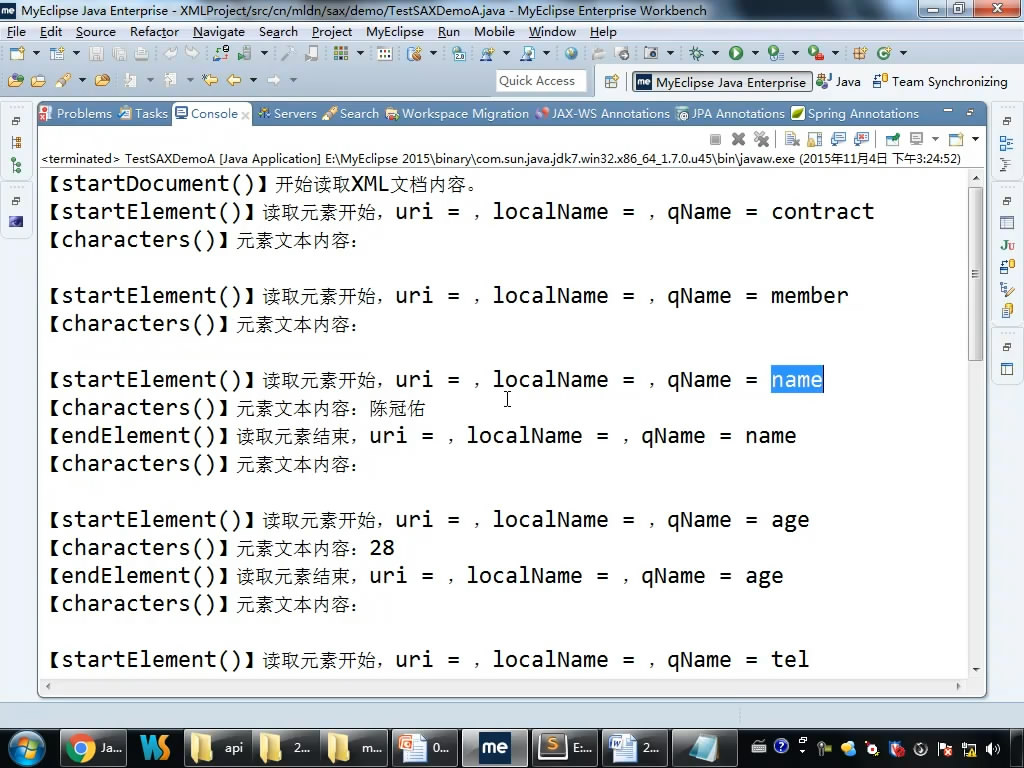 MyEclipse Java Enterprise - XMLProject/src/cn/mldn/sax/demo/TestSAXDemoA.java - MyEclipse Enterprise Workbench
File Edit Source Refactor Navigate Search Project MyEclipse Run Mobile Window Help
Quick Access MyEclipse Java Enterprise Java Team Synchronizing
Problems Tasks Console Servers Search Workspace Migration JAX-WS Annotations JPA Annotations Spring Annotations
<terminated> TestSAXDemoA [Java Application] E:\MyEclipse 2015\binary\com.sun.java.jdk7.win32.x86_64_1.7.0.u45\bin\javaw.exe (2015年11月4日 下午3:24:52)
【startDocument()】开始读取XML文档内容。
【startElement()】读取元素开始，uri = ，localName = ，qName = contract
【characters()】元素文本内容：
【startElement()】读取元素开始，uri = ，localName = ，qName = member
【characters()】元素文本内容：
【startElement()】读取元素开始，uri = ，localName = ，qName = name
【characters()】元素文本内容：陈冠佑
【endElement()】读取元素结束，uri = ，localName = ，qName = name
【characters()】元素文本内容：
【startElement()】读取元素开始，uri = ，localName = ，qName = age
【characters()】元素文本内容：28
【endElement()】读取元素结束，uri = ，localName = ，qName = age
【characters()】元素文本内容：
【startElement()】读取元素开始，uri = ，localName = ，qName = tel
Ja... api 2... m... 0... me E:... 2...